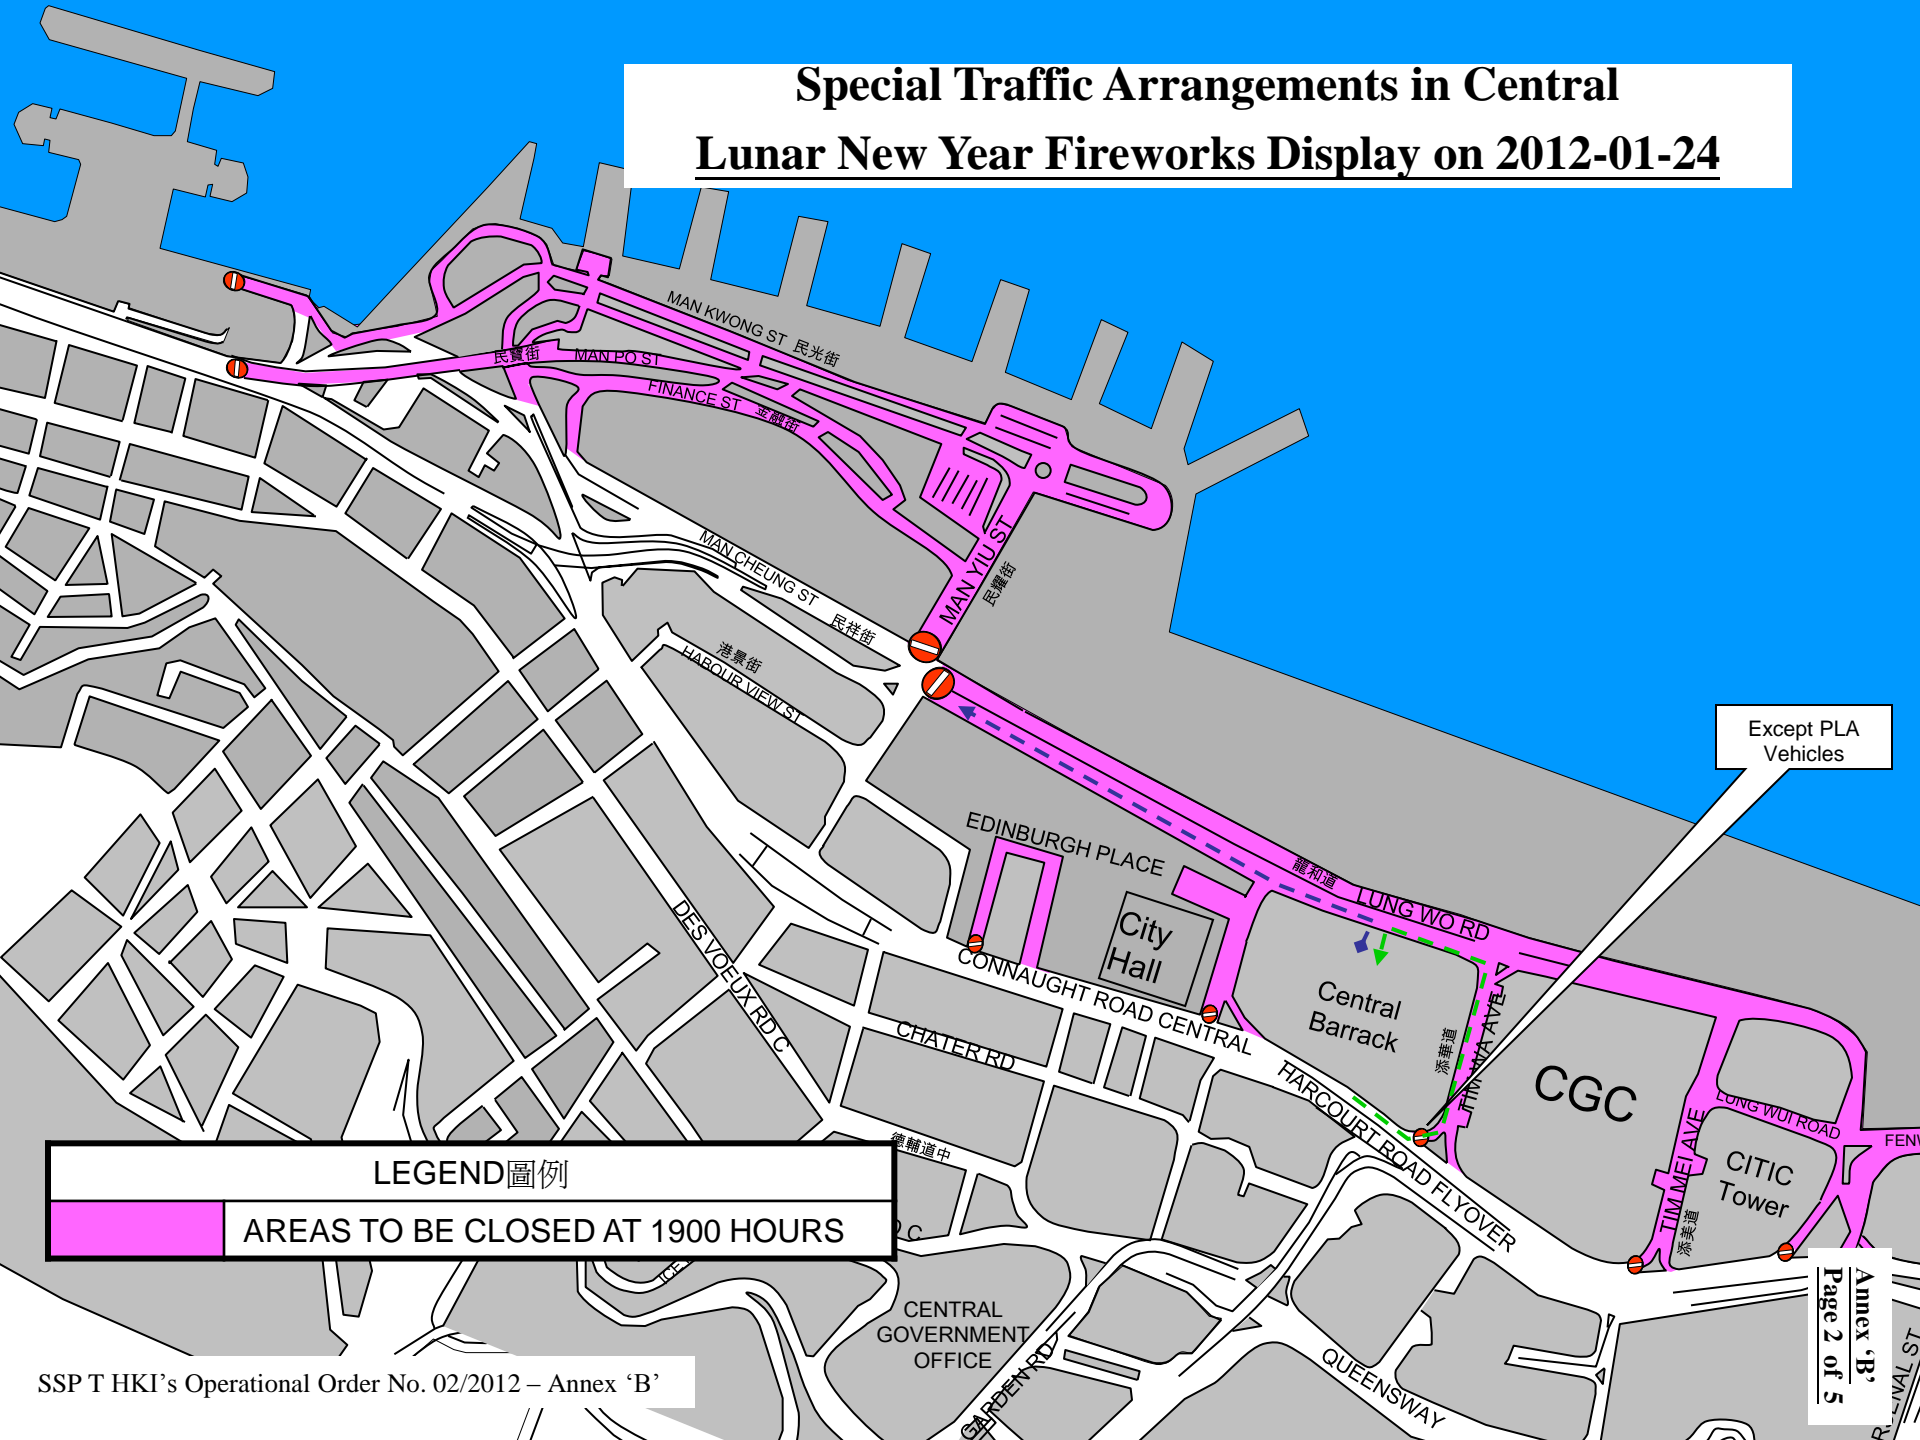 Special Traffic Arrangements in Central
Lunar New Year Fireworks Display on 2012-01-24
MAN KWONG ST 民光街
民寶街 MAN PO ST
FINANCE ST 金融街
MAN YIU ST
民耀街
MAN CHEUNG ST 民祥街
港景街
HABOUR VIEW ST
Except PLA
Vehicles
EDINBURGH PLACE
龍和道
LUNG WO RD
City
Hall
DES VOEUX RD C
CONNAUGHT ROAD CENTRAL
Central
Barrack
添華道
TIM WA AVE
CHATER RD
HARCOURT ROAD FLYOVER
CGC
LUNG WUI ROAD
FENW
TIM MEI AVE
添美道
CITIC
Tower
德輔道中
LEGEND圖例
AREAS TO BE CLOSED AT 1900 HOURS
C
ICE
CENTRAL
GOVERNMENT
OFFICE
GARDEN RD
QUEENSWAY
Annex ‘B’
Page 2 of 5
SSP T HKI’s Operational Order No. 02/2012 – Annex ‘B’